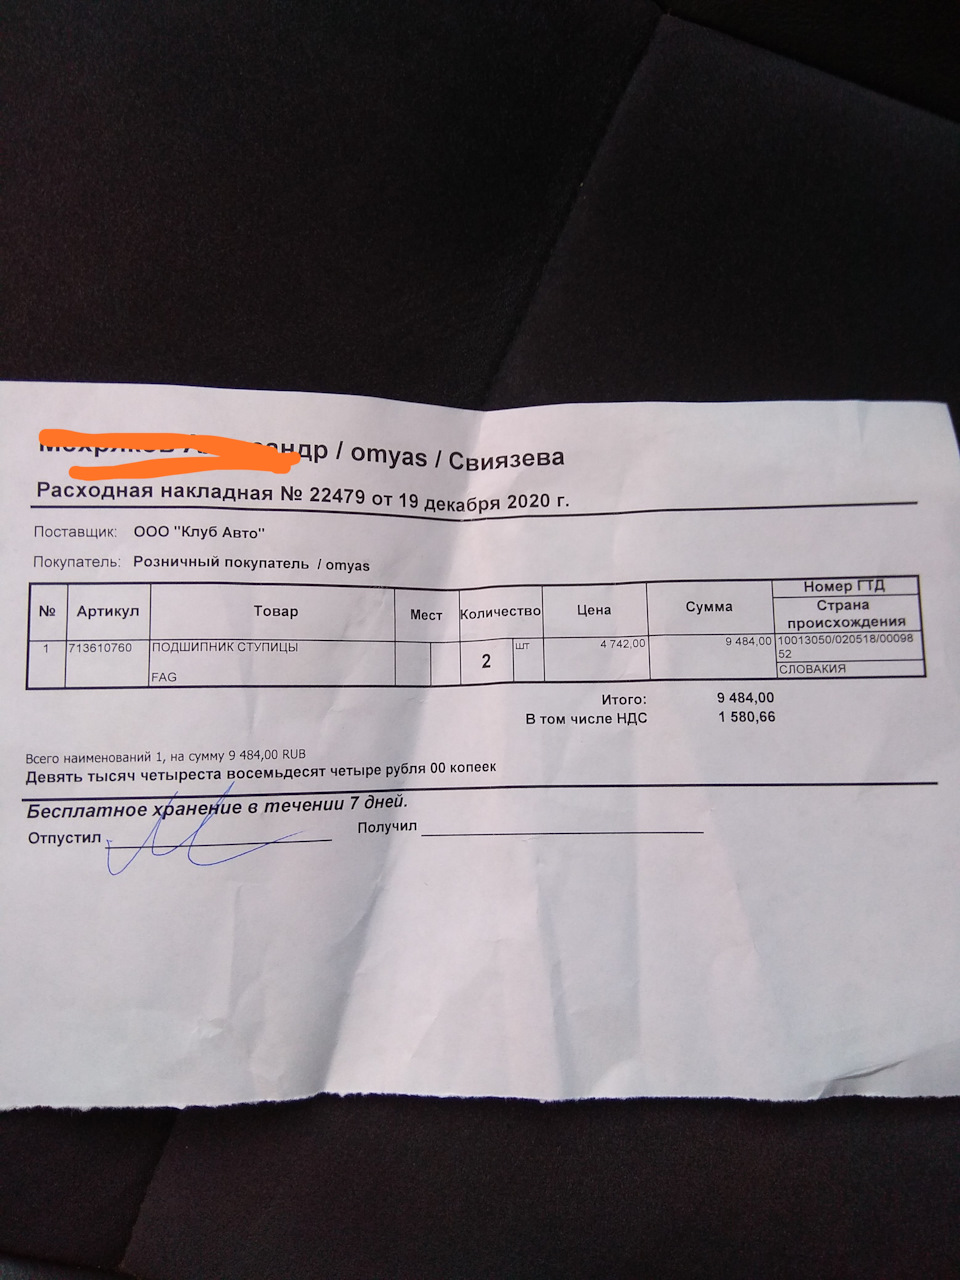 / omyas / Свиязева
Расходная накладная № 22479 от 19 декабря 2020 г.
Поставщик: ООО "Клуб Авто"
Покупатель: Розничный покупатель / omyas
№ Артикул Товар Мест Количество Цена Сумма Номер ГТД
Страна
происхождения
1 713610760 ПОДШИПНИК СТУПИЦЫ 2 шт 4 742,00 9 484,00 10013050/020518/00098
52
FAG СЛОВАКИЯ
Итого: 9 484,00
В том числе НДС 1 580,66
Всего наименований 1, на сумму 9 484,00 RUB
Девять тысяч четыреста восемьдесят четыре рубля 00 копеек
Бесплатное хранение в течении 7 дней.
Отпустил Получил